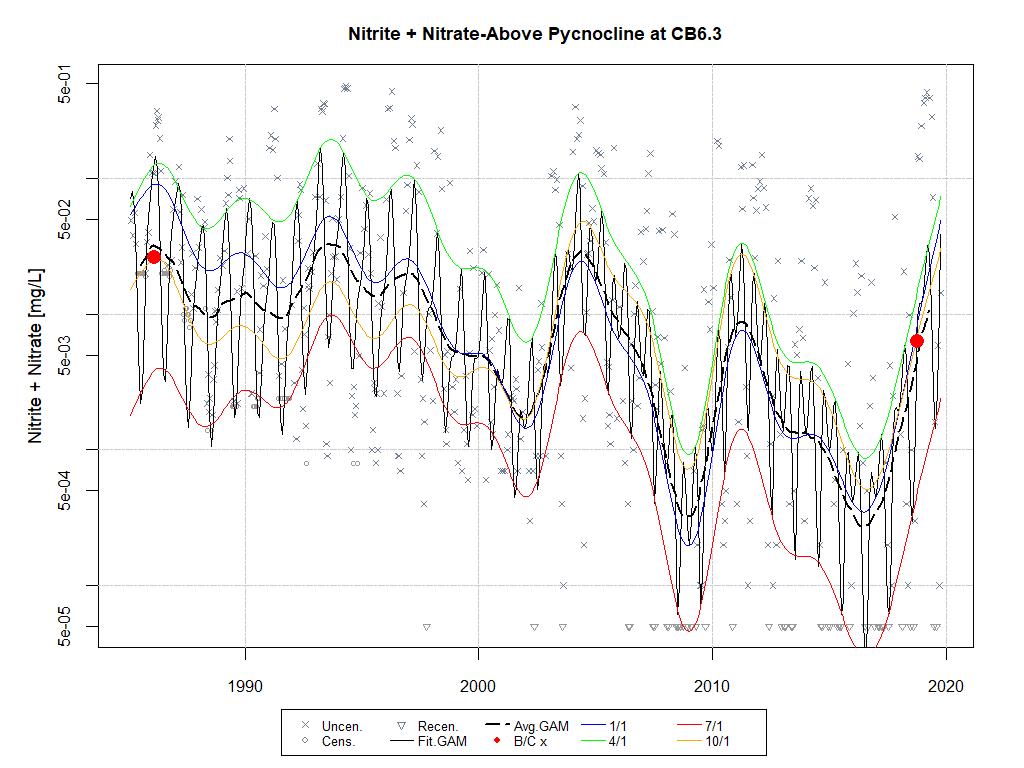 Nitrite + Nitrate-Above Pycnocline at CB6.3
Nitrite + Nitrate [mg/L]
5e-01
5e-02
5e-03
5e-04
5e-05
1990
2000
2010
2020
Uncen. Recen. Avg.GAM 1/1 7/1
Cens. Fit.GAM B/C x 4/1 10/1